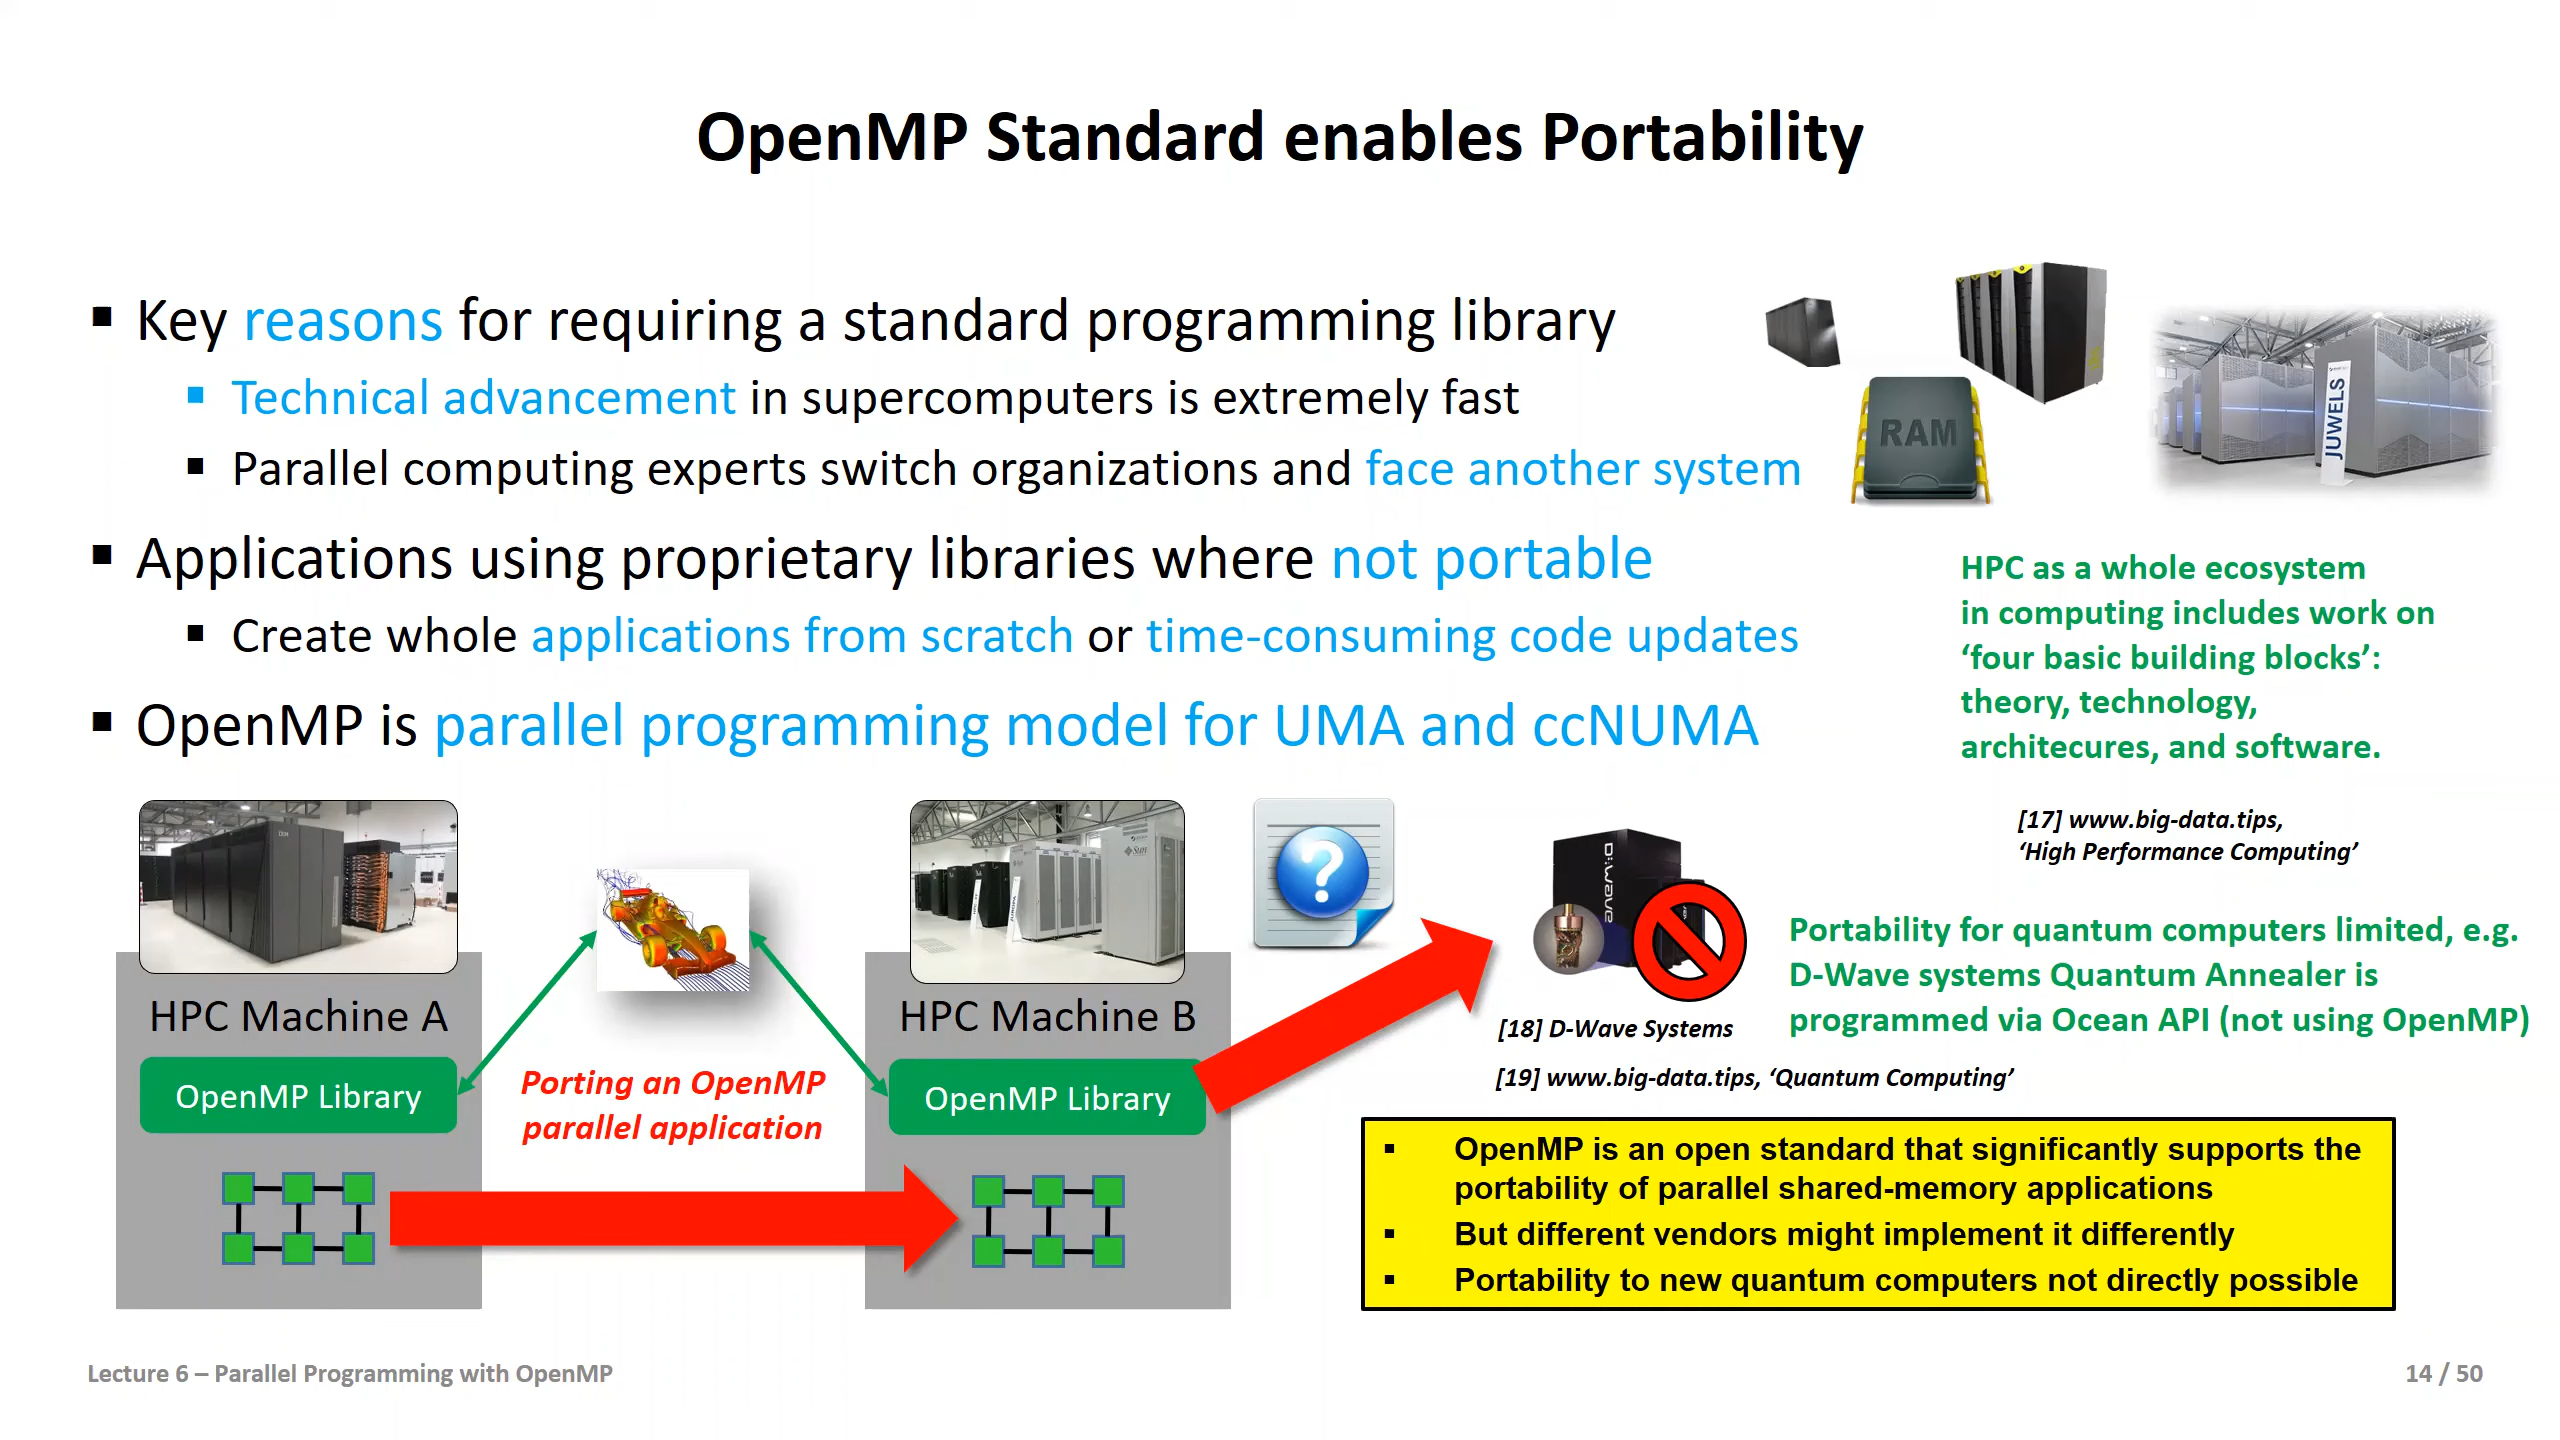 OpenMP Standard enables Portability
▪ Key reasons for requiring a standard programming library
▪ Technical advancement in supercomputers is extremely fast
▪ Parallel computing experts switch organizations and face another system
▪ Applications using proprietary libraries where not portable
▪ Create whole applications from scratch or time-consuming code updates
▪ OpenMP is parallel programming model for UMA and ccNUMA
RAM
JUWELS
HPC as a whole ecosystem
in computing includes work on
‘four basic building blocks’:
theory, technology,
architecures, and software.
[17] www.big-data.tips,
‘High Performance Computing’
HPC Machine A
OpenMP Library
Porting an OpenMP
parallel application
Sun
HPC Machine B
OpenMP Library
?
D:wave
[18] D-Wave Systems
Portability for quantum computers limited, e.g.
D-Wave systems Quantum Annealer is
programmed via Ocean API (not using OpenMP)
[19] www.big-data.tips, ‘Quantum Computing’
▪ OpenMP is an open standard that significantly supports the
portability of parallel shared-memory applications
▪ But different vendors might implement it differently
▪ Portability to new quantum computers not directly possible
Lecture 6 – Parallel Programming with OpenMP
14 / 50